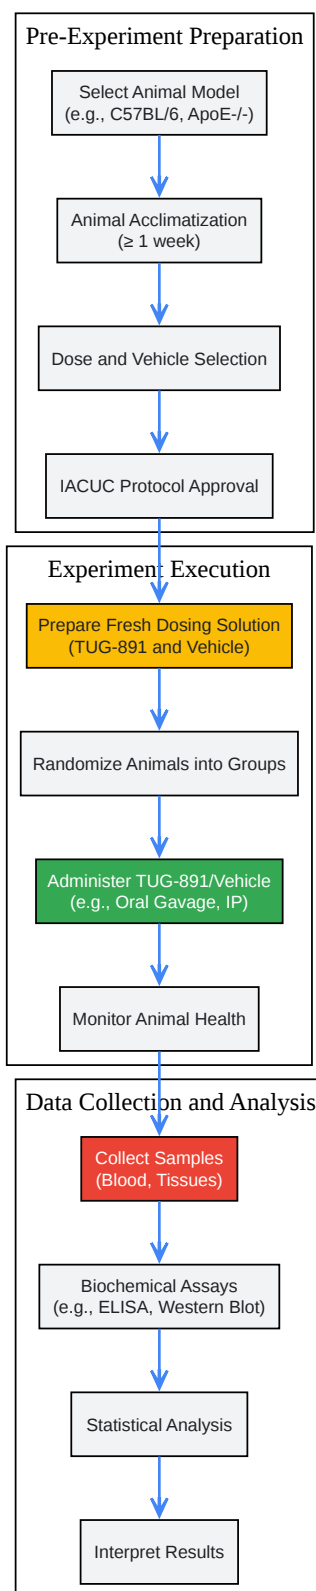 Pre-Experiment Preparation
Select Animal Model
(e.g., C57BL/6, ApoE-/-)
Animal Acclimatization
(≥ 1 week)
Dose and Vehicle Selection
IACUC Protocol Approval
Experiment Execution
Prepare Fresh Dosing Solution
(TUG-891 and Vehicle)
Randomize Animals into Groups
Administer TUG-891/Vehicle
(e.g., Oral Gavage, IP)
Monitor Animal Health
Data Collection and Analysis
Collect Samples
(Blood, Tissues)
Biochemical Assays
(e.g., ELISA, Western Blot)
Statistical Analysis
Interpret Results